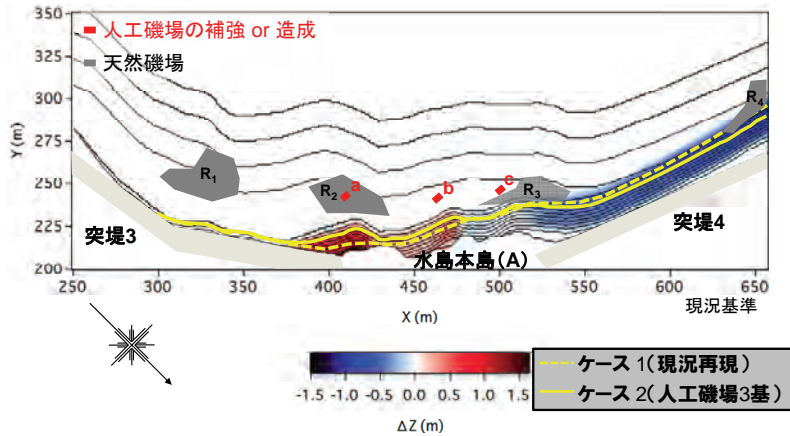 350
300
250
200
Y (m)
人工磯場の補強 or 造成
天然磯場
R1
R2
a
b
c
R3
R4
突堤3
水島本島(A)
突堤4
250 300 350 400 450 500 550 600 650
X (m)
現況基準
-1.5 -1.0 -0.5 0.0 0.5 1.0 1.5
ΔZ (m)
ケース 1(現況再現)
ケース 2(人工磯場3基)